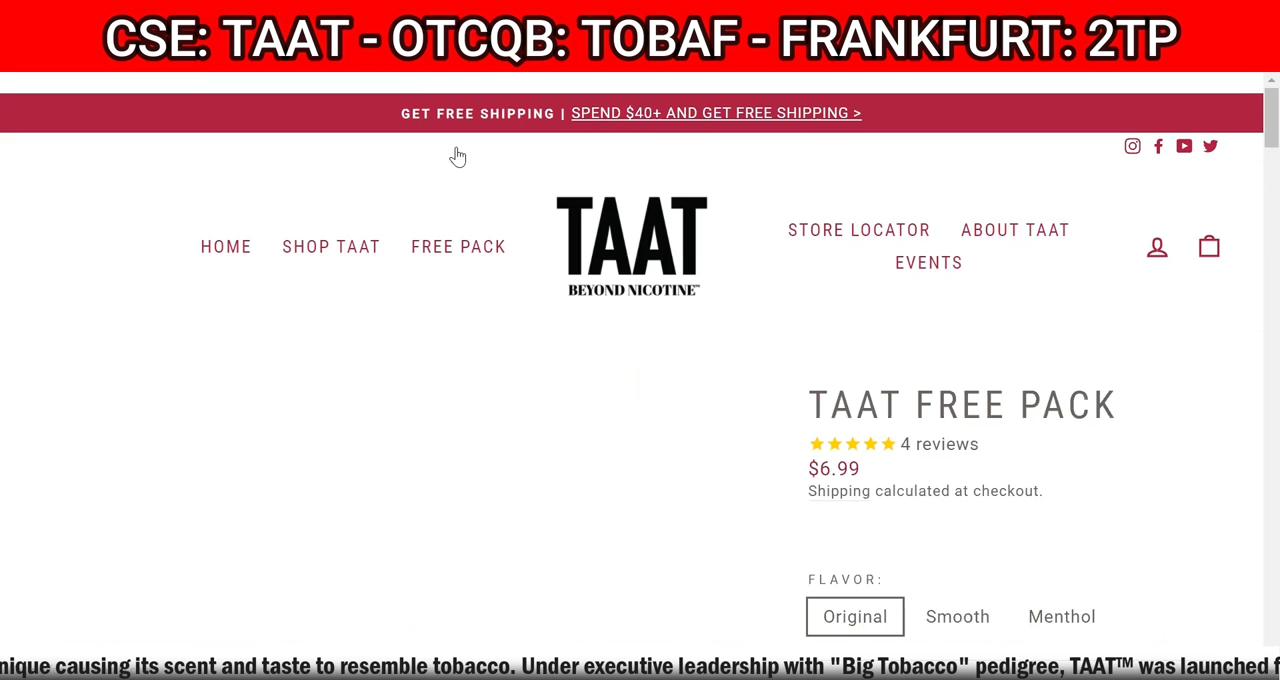 CSE: TAAT - OTCQB: TOBAF - FRANKFURT: 2TP
GET FREE SHIPPING | SPEND $40+ AND GET FREE SHIPPING >
HOME SHOP TAAT FREE PACK
TAAT
BEYOND NICOTINE™
STORE LOCATOR ABOUT TAAT
EVENTS
TAAT FREE PACK
4 reviews
$6.99
Shipping calculated at checkout.
FLAVOR:
Original Smooth Menthol
nique causing its scent and taste to resemble tobacco. Under executive leadership with "Big Tobacco" pedigree, TAAT™ was launched f